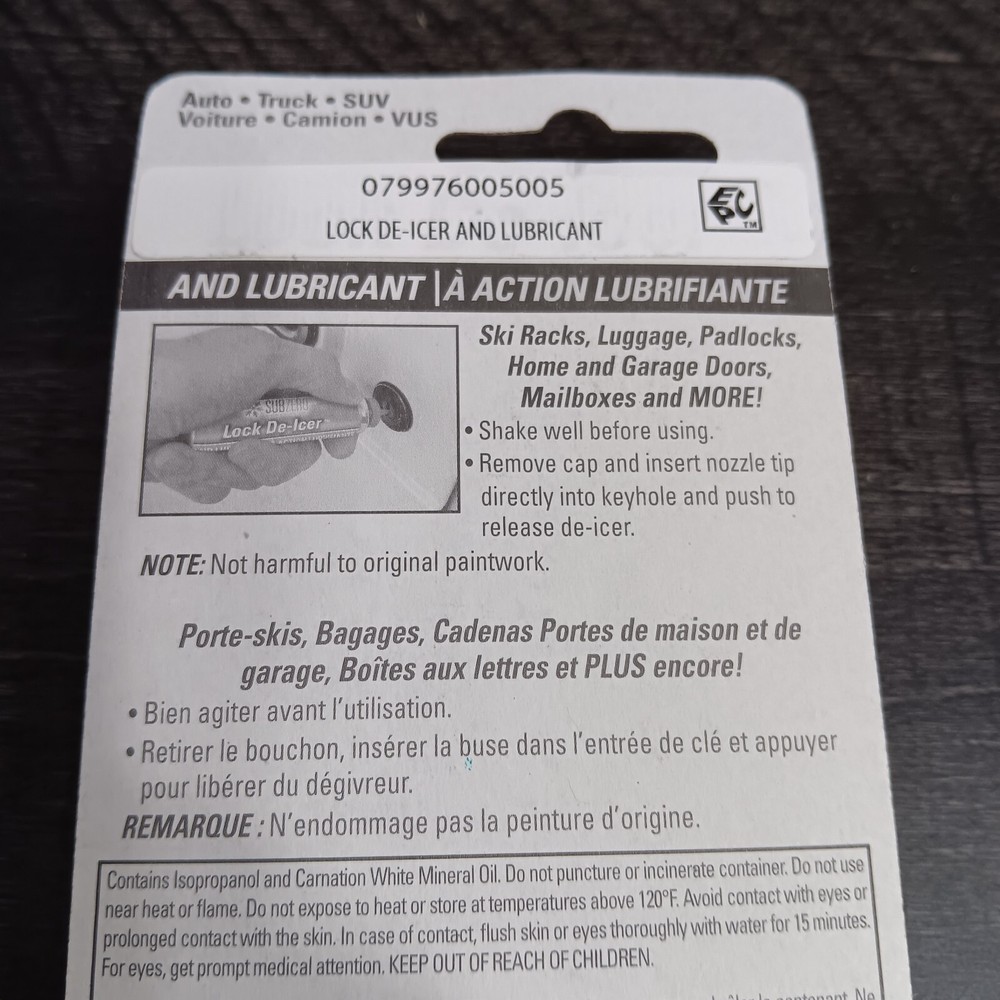 Auto • Truck • SUV
Voiture • Camion • VUS
079976005005
EPC™
LOCK DE-ICER AND LUBRICANT
AND LUBRICANT | À ACTION LUBRIFIANTE
SUBZERO
Lock De-Icer
Ski Racks, Luggage, Padlocks,
Home and Garage Doors,
Mailboxes and MORE!
• Shake well before using.
• Remove cap and insert nozzle tip
directly into keyhole and push to
release de-icer.
NOTE: Not harmful to original paintwork.
Porte-skis, Bagages, Cadenas Portes de maison et de
garage, Boîtes aux lettres et PLUS encore!
• Bien agiter avant l'utilisation.
• Retirer le bouchon, insérer la buse dans l'entrée de clé et appuyer
pour libérer du dégivreur.
REMARQUE : N'endommage pas la peinture d'origine.
Contains Isopropanol and Carnation White Mineral Oil. Do not puncture or incinerate container. Do not use
near heat or flame. Do not expose to heat or store at temperatures above 120°F. Avoid contact with eyes or
prolonged contact with the skin. In case of contact, flush skin or eyes thoroughly with water for 15 minutes.
For eyes, get prompt medical attention. KEEP OUT OF REACH OF CHILDREN.
le contenant. Ne